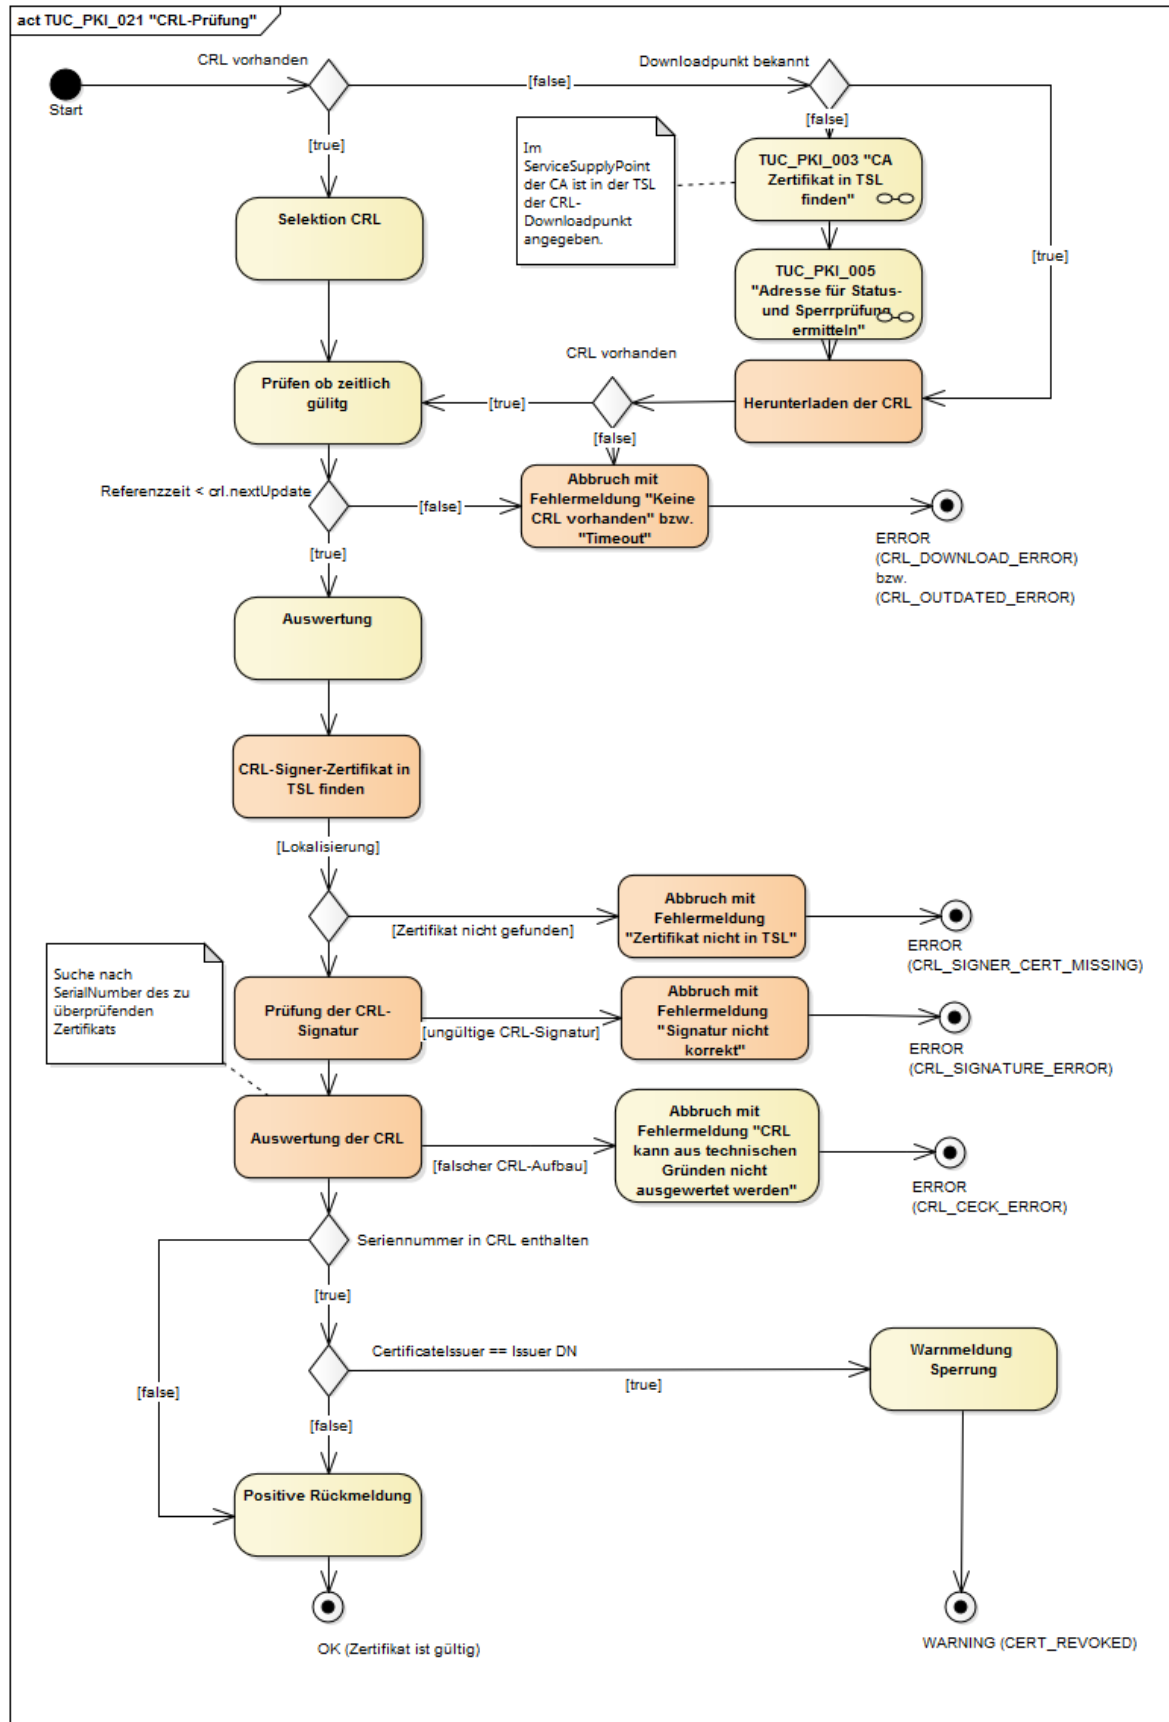 act TUC_PKI_021 "CRL-Prüfung"
CRL vorhanden
Downloadpunkt bekannt
[false]
Start
[false]
[true]
Im
ServiceSupplyPoint
der CA ist in der TSL
der CRL-
Downloadpunkt
angegeben.
TUC_PKI_003 "CA
Zertifikat in TSL
finden"
Selektion CRL
[true]
TUC_PKI_005
"Adresse für Status-
und Sperrprüfung
ermitteln"
CRL vorhanden
Prüfen ob zeitlich
gülitg
[true]
Herunterladen der CRL
[false]
Referenzzeit < crl.nextUpdate
[false]
Abbruch mit
Fehlermeldung "Keine
CRL vorhanden" bzw.
"Timeout"
[true]
ERROR
(CRL_DOWNLOAD_ERROR)
bzw.
(CRL_OUTDATED_ERROR)
Auswertung
CRL-Signer-Zertifikat in
TSL finden
[Lokalisierung]
Abbruch mit
Fehlermeldung
"Zertifikat nicht in TSL"
[Zertifikat nicht gefunden]
ERROR
(CRL_SIGNER_CERT_MISSING)
Suche nach
SerialNumber des zu
überprüfenden
Zertifikats
Prüfung der CRL-
Signatur
[ungültige CRL-Signatur]
Abbruch mit
Fehlermeldung
"Signatur nicht
korrekt"
ERROR
(CRL_SIGNATURE_ERROR)
Auswertung der CRL
[falscher CRL-Aufbau]
Abbruch mit
Fehlermeldung "CRL
kann aus technischen
Gründen nicht
ausgewertet werden"
ERROR
(CRL_CECK_ERROR)
Seriennummer in CRL enthalten
[true]
CertificateIssuer == Issuer DN
[true]
Warnmeldung
Sperrung
[false]
[false]
Positive Rückmeldung
OK (Zertifikat ist gültig)
WARNING (CERT_REVOKED)